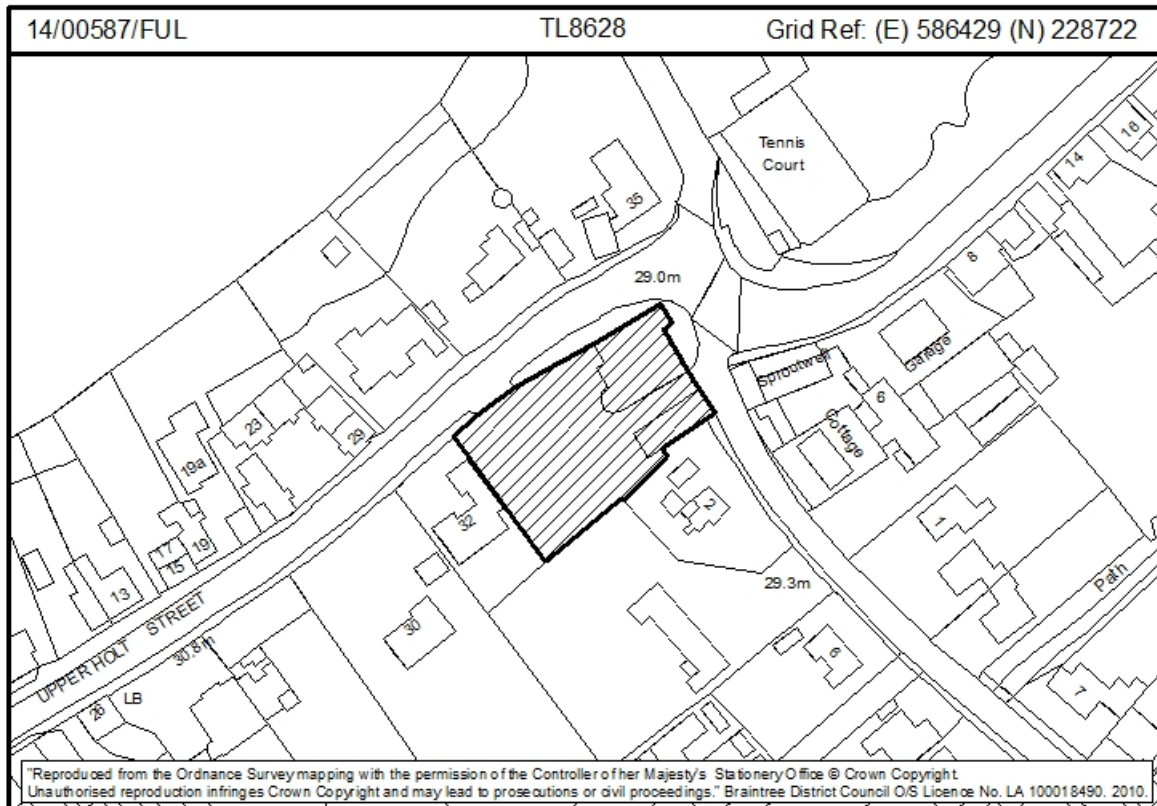 14/00587/FUL
TL8628
Grid Ref: (E) 586429 (N) 228722
Tennis
Court
16
14
35
8
29.0m
Garage
Sproutwell
6
Cottage
23
29
19a
32
2
1
17
19
15
29.3m
Path
13
30
UPPER HOLT STREET
30.8m
6
7
LB
26
"Reproduced from the Ordnance Survey mapping with the permission of the Controller of her Majesty's Stationery Office © Crown Copyright.
Unauthorised reproduction infringes Crown Copyright and may lead to prosecutions or civil proceedings." Braintree District Council O/S Licence No. LA 100018490. 2010.